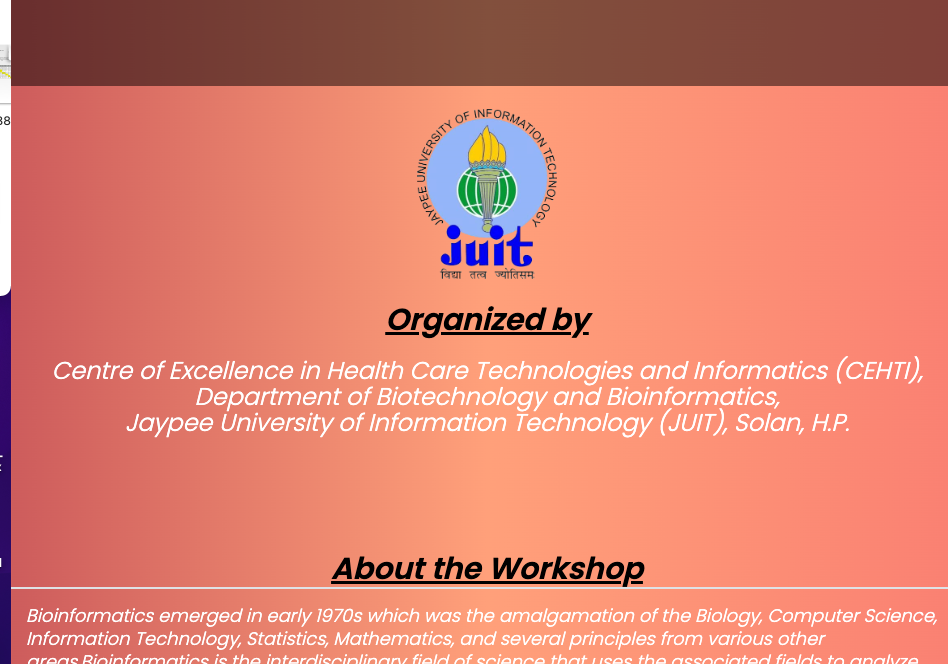 JAYPEE UNIVERSITY OF INFORMATION TECHNOLOGY
juit
विद्या तत्व ज्योतिसम
Organized by
Centre of Excellence in Health Care Technologies and Informatics (CEHTI),
Department of Biotechnology and Bioinformatics,
Jaypee University of Information Technology (JUIT), Solan, H.P.
About the Workshop
Bioinformatics emerged in early 1970s which was the amalgamation of the Biology, Computer Science,
Information Technology, Statistics, Mathematics, and several principles from various other
areas.Bioinformatics is the interdisciplinary field of science that uses the associated fields to analyze